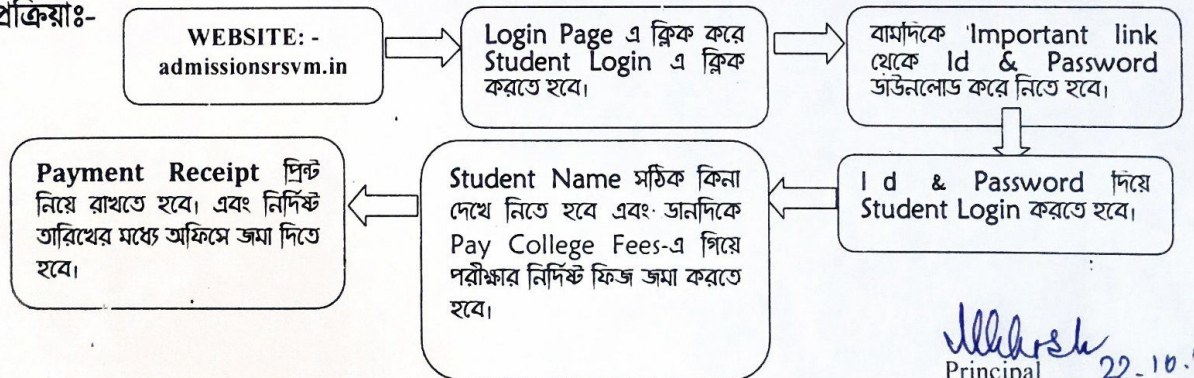 প্রক্রিয়াঃ-
WEBSITE: -
admissionsrsvm.in
Login Page এ ক্লিক করে
Student Login এ ক্লিক
করতে হবে।
বামদিকে 'Important link
থেকে Id & Password
ডাউনলোড করে নিতে হবে।
I d & Password দিয়ে
Student Login করতে হবে।
Student Name সঠিক কিনা
দেখে নিতে হবে এবং ডানদিকে
Pay College Fees-এ গিয়ে
পরীক্ষার নির্দিষ্ট ফিজ জমা করতে
হবে।
Payment Receipt প্রিন্ট
নিয়ে রাখতে হবে। এবং নির্দিষ্ট
তারিখের মধ্যে অফিসে জমা দিতে
হবে।
22.10.
Principal